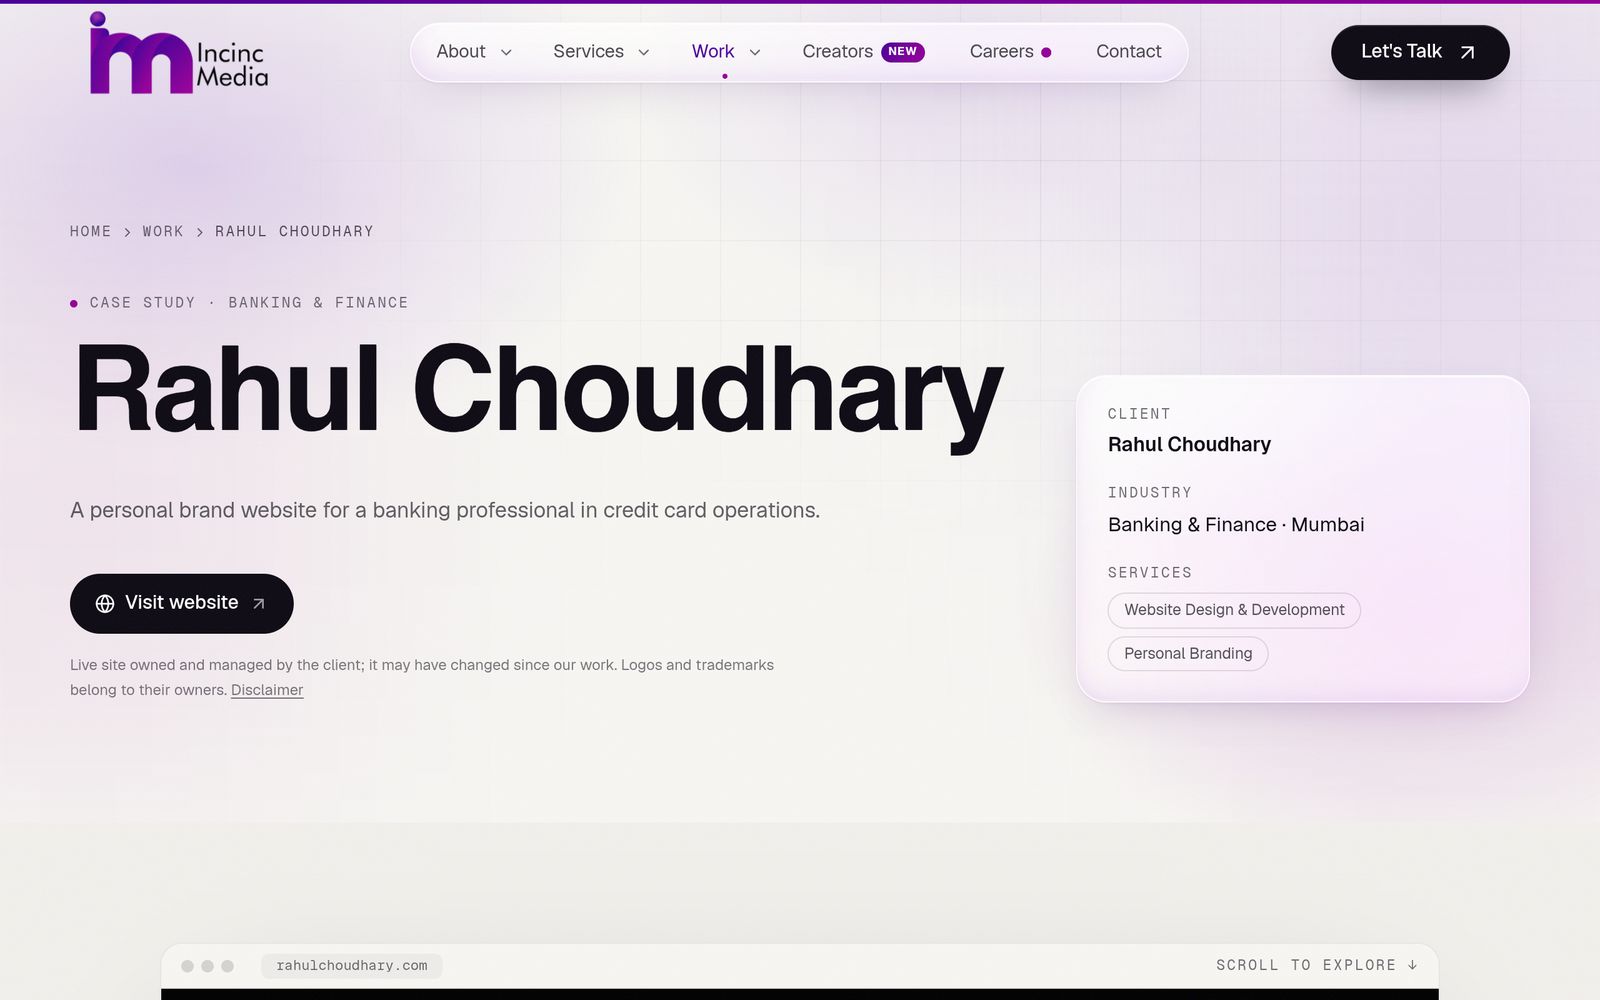 Incinc
Media
About
Services
Work
Creators NEW
Careers
Contact
Let's Talk
HOME > WORK > RAHUL CHOUDHARY
CASE STUDY · BANKING & FINANCE
Rahul Choudhary
A personal brand website for a banking professional in credit card operations.
Visit website
Live site owned and managed by the client; it may have changed since our work. Logos and trademarks
belong to their owners. Disclaimer
CLIENT
Rahul Choudhary
INDUSTRY
Banking & Finance · Mumbai
SERVICES
Website Design & Development
Personal Branding
rahulchoudhary.com
SCROLL TO EXPLORE ↓